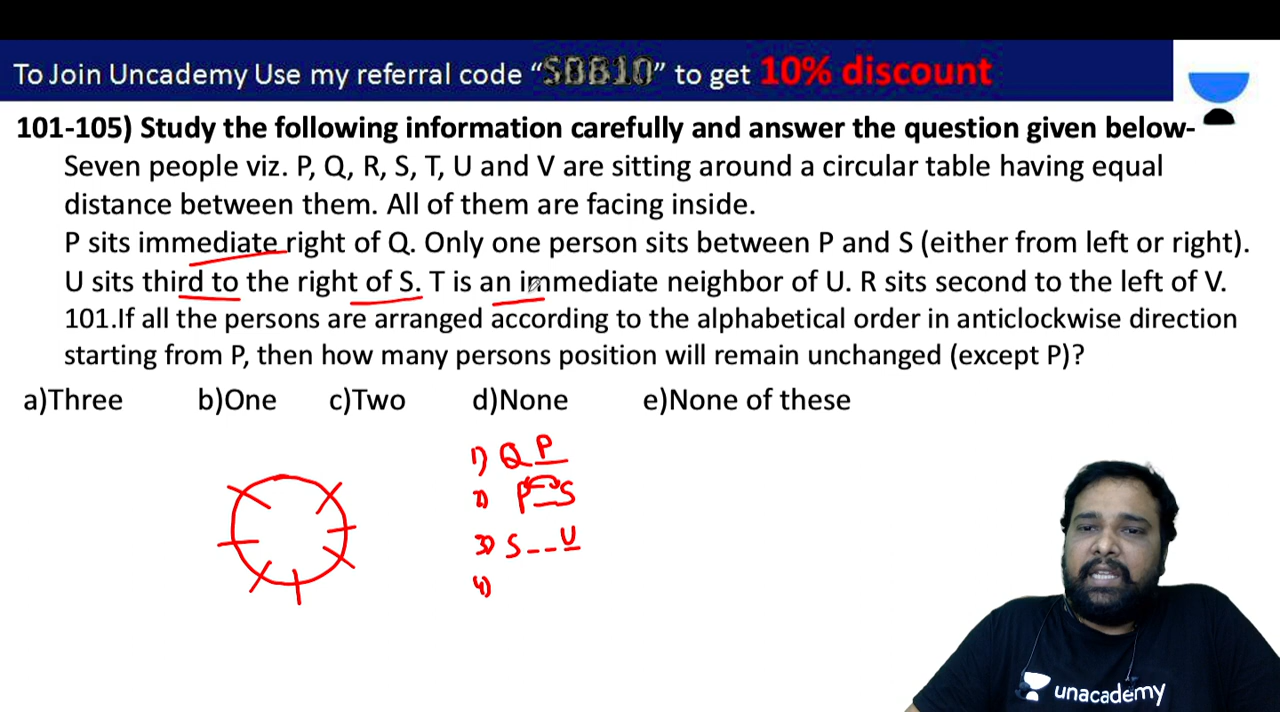 To Join Uncademy Use my referral code “SBB10” to get 10% discount
101-105) Study the following information carefully and answer the question given below-
Seven people viz. P, Q, R, S, T, U and V are sitting around a circular table having equal
distance between them. All of them are facing inside.
P sits immediate right of Q. Only one person sits between P and S (either from left or right).
U sits third to the right of S. T is an immediate neighbor of U. R sits second to the left of V.
101.If all the persons are arranged according to the alphabetical order in anticlockwise direction
starting from P, then how many persons position will remain unchanged (except P)?
a)Three b)One c)Two d)None e)None of these
1) Q P
2) P _ S
3) S _ _ U
4)
unacademy